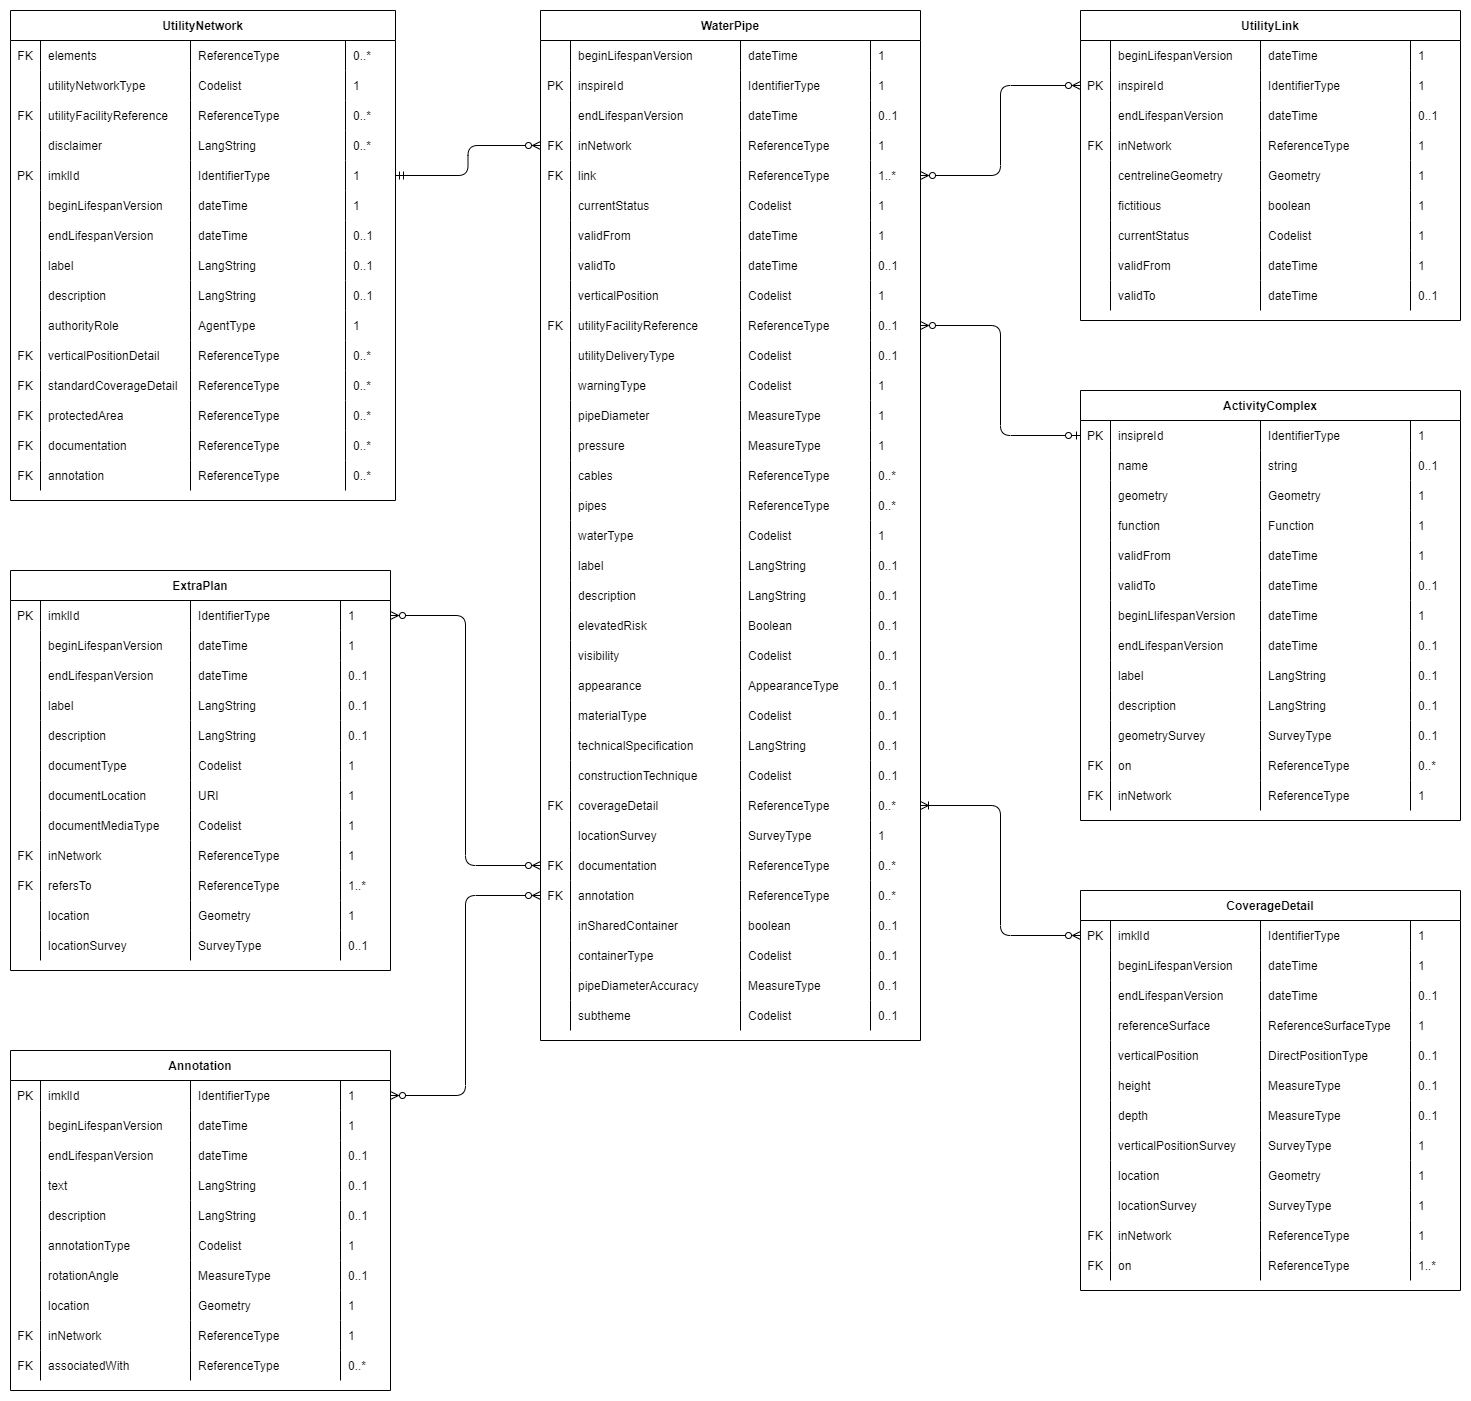 UtilityNetwork
FK elements ReferenceType 0..*
utilityNetworkType Codelist 1
FK utilityFacilityReference ReferenceType 0..*
disclaimer LangString 0..*
PK imklId IdentifierType 1
beginLifespanVersion dateTime 1
endLifespanVersion dateTime 0..1
label LangString 0..1
description LangString 0..1
authorityRole AgentType 1
FK verticalPositionDetail ReferenceType 0..*
FK standardCoverageDetail ReferenceType 0..*
FK protectedArea ReferenceType 0..*
FK documentation ReferenceType 0..*
FK annotation ReferenceType 0..*
ExtraPlan
PK imklId IdentifierType 1
beginLifespanVersion dateTime 1
endLifespanVersion dateTime 0..1
label LangString 0..1
description LangString 0..1
documentType Codelist 1
documentLocation URI 1
documentMediaType Codelist 1
FK inNetwork ReferenceType 1
FK refersTo ReferenceType 1..*
location Geometry 1
locationSurvey SurveyType 0..1
Annotation
PK imklId IdentifierType 1
beginLifespanVersion dateTime 1
endLifespanVersion dateTime 0..1
text LangString 0..1
description LangString 0..1
annotationType Codelist 1
rotationAngle MeasureType 0..1
location Geometry 1
FK inNetwork ReferenceType 1
FK associatedWith ReferenceType 0..*
WaterPipe
beginLifespanVersion dateTime 1
PK inspireId IdentifierType 1
endLifespanVersion dateTime 0..1
FK inNetwork ReferenceType 1
FK link ReferenceType 1..*
currentStatus Codelist 1
validFrom dateTime 1
validTo dateTime 0..1
verticalPosition Codelist 1
FK utilityFacilityReference ReferenceType 0..1
utilityDeliveryType Codelist 0..1
warningType Codelist 1
pipeDiameter MeasureType 1
pressure MeasureType 1
cables ReferenceType 0..*
pipes ReferenceType 0..*
waterType Codelist 1
label LangString 0..1
description LangString 0..1
elevatedRisk Boolean 0..1
visibility Codelist 0..1
appearance AppearanceType 0..1
materialType Codelist 0..1
technicalSpecification LangString 0..1
constructionTechnique Codelist 0..1
FK coverageDetail ReferenceType 0..*
locationSurvey SurveyType 1
FK documentation ReferenceType 0..*
FK annotation ReferenceType 0..*
inSharedContainer boolean 0..1
containerType Codelist 0..1
pipeDiameterAccuracy MeasureType 0..1
subtheme Codelist 0..1
UtilityLink
beginLifespanVersion dateTime 1
PK inspireId IdentifierType 1
endLifespanVersion dateTime 0..1
FK inNetwork ReferenceType 1
centrelineGeometry Geometry 1
fictitious boolean 1
currentStatus Codelist 1
validFrom dateTime 1
validTo dateTime 0..1
ActivityComplex
PK insipreId IdentifierType 1
name string 0..1
geometry Geometry 1
function Function 1
validFrom dateTime 1
validTo dateTime 0..1
beginLlifespanVersion dateTime 1
endLifespanVersion dateTime 0..1
label LangString 0..1
description LangString 0..1
geometrySurvey SurveyType 0..1
FK on ReferenceType 0..*
FK inNetwork ReferenceType 1
CoverageDetail
PK imklId IdentifierType 1
beginLifespanVersion dateTime 1
endLifespanVersion dateTime 0..1
referenceSurface ReferenceSurfaceType 1
verticalPosition DirectPositionType 0..1
height MeasureType 0..1
depth MeasureType 0..1
verticalPositionSurvey SurveyType 1
location Geometry 1
locationSurvey SurveyType 1
FK inNetwork ReferenceType 1
FK on ReferenceType 1..*